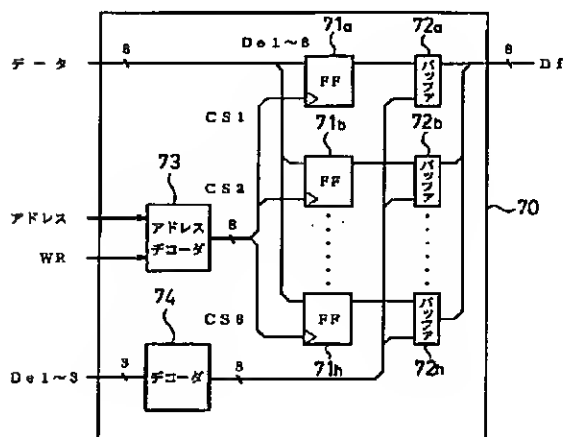 71a
72a
8
De1~8
8
データ
FF
バッファ
Df
CS1
71b
72b
73
CS2
FF
バッファ
アドレス
アドレス
デコーダ
8
70
WR
74
CS8
FF
バッファ
De1~3
3
デコーダ
8
71h
72h